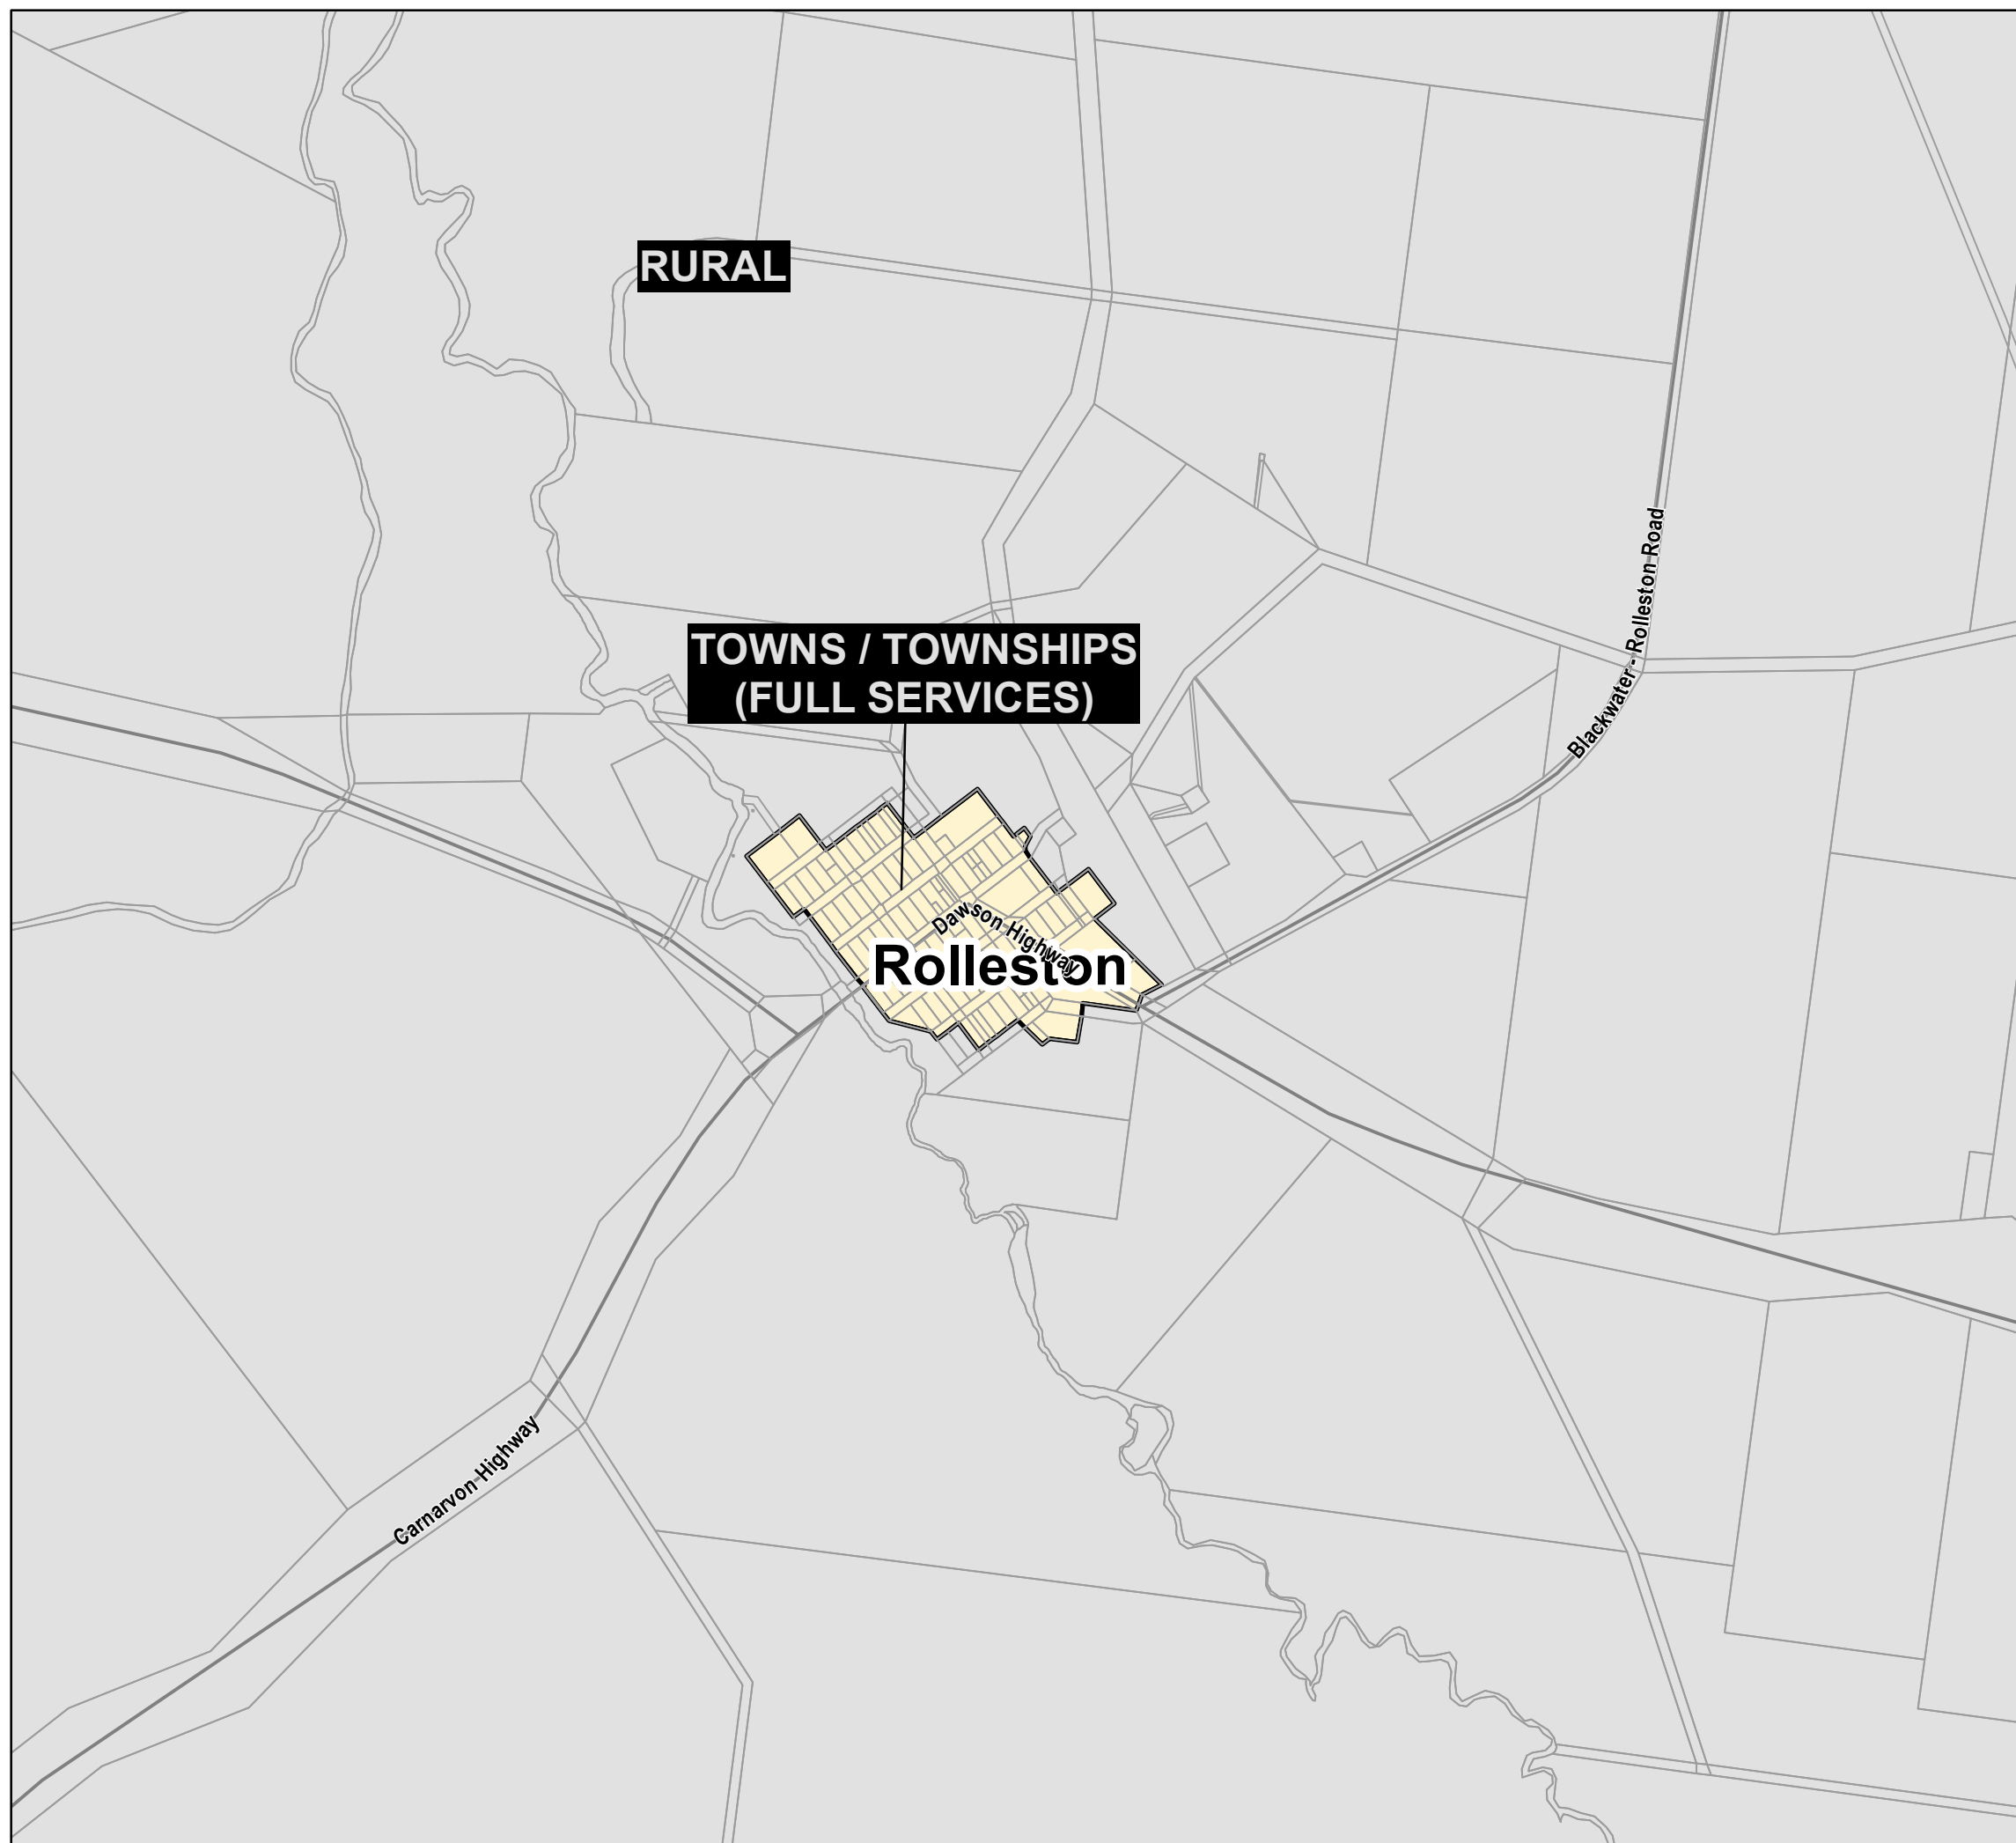 RURAL
Blackwater - Rolleston Road
TOWNS / TOWNSHIPS
(FULL SERVICES)
Dawson Highway
Rolleston
Carnarvon Highway